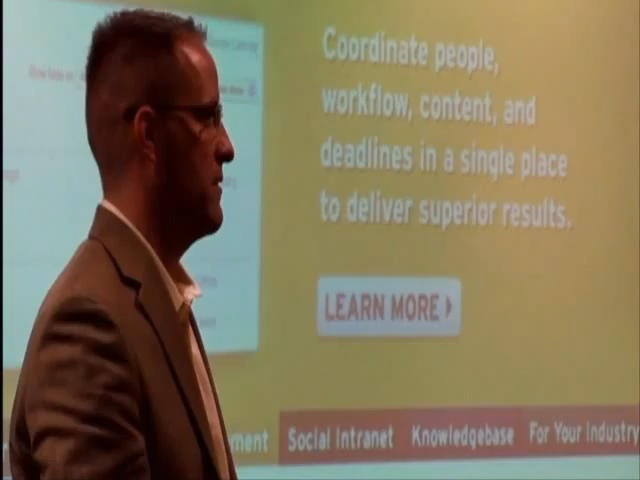 Coordinate people,
workflow, content, and
deadlines in a single place
to deliver superior results.
LEARN MORE
Social Intranet Knowledgebase For Your Industry